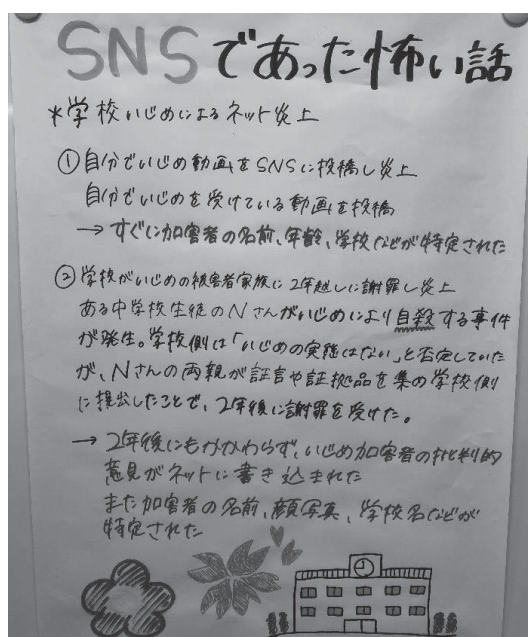 SNSであった怖い話
*学校いじめによるネット炎上
①自分でいじめ動画をSNSに投稿し炎上
自分でいじめを受けている動画を投稿
→すぐに加害者の名前、年齢、学校などが特定された
②学校がいじめの被害者家族に2年越しに謝罪し炎上
ある中学校生徒のNさんがいじめにより自殺する事件
が発生。学校側は「いじめの実態はない」と否定していた
が、Nさんの両親が証言や証拠品を集め学校側
に提出したことで、2年後に謝罪を受けた。
→2年後にもかかわらず、いじめ加害者の批判的
意見がネットに書き込まれた
また加害者の名前、顔写真、学校名などが
特定された